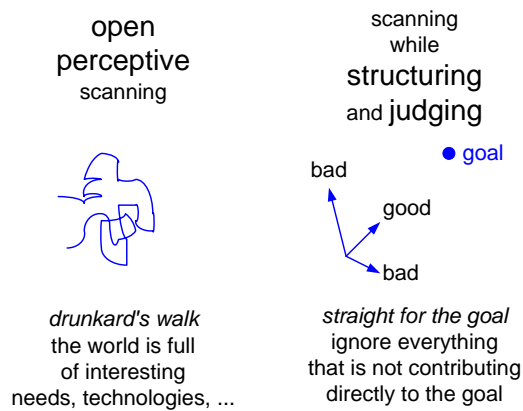 open
perceptive
scanning
drunkard's walk
the world is full
of interesting
needs, technologies, ...
scanning
while
structuring
and judging
goal
bad
good
bad
straight for the goal
ignore everything
that is not contributing
directly to the goal